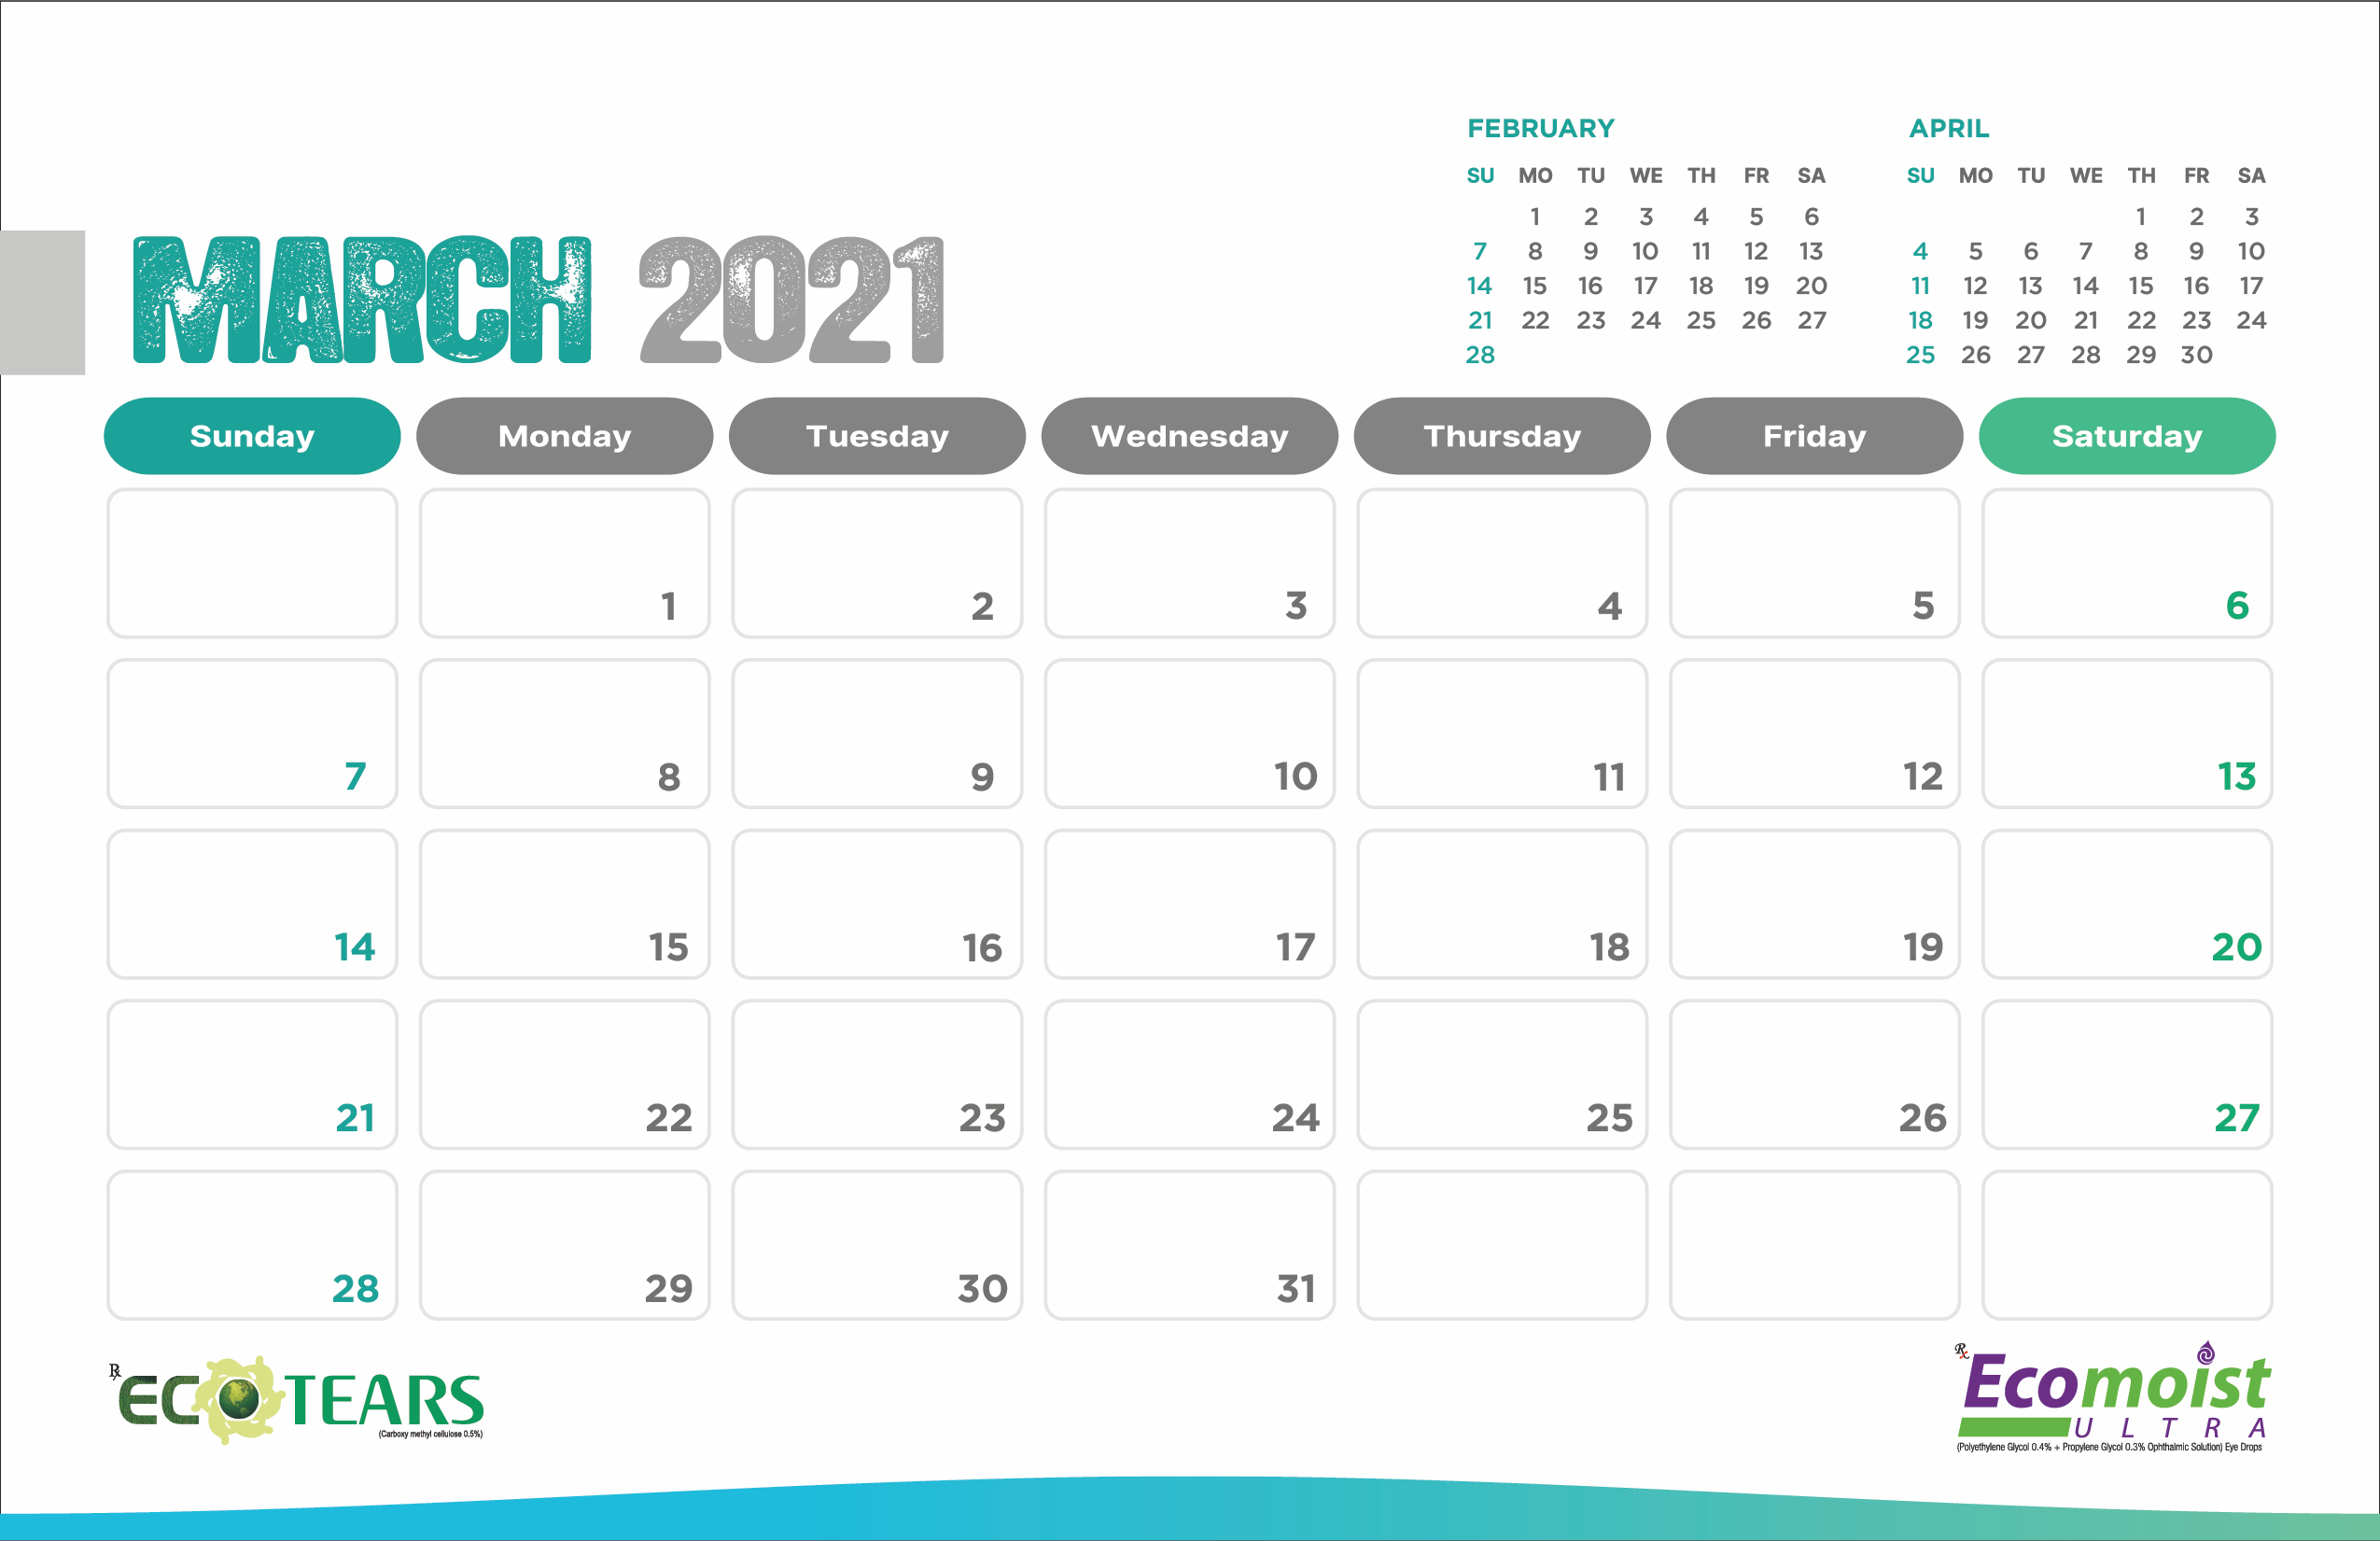 MARCH 2021
FEBRUARY
SU MO TU WE TH FR SA
1 2 3 4 5 6
7 8 9 10 11 12 13
14 15 16 17 18 19 20
21 22 23 24 25 26 27
28
APRIL
SU MO TU WE TH FR SA
1 2 3
4 5 6 7 8 9 10
11 12 13 14 15 16 17
18 19 20 21 22 23 24
25 26 27 28 29 30
Sunday Monday Tuesday Wednesday Thursday Friday Saturday
1 2 3 4 5 6
7 8 9 10 11 12 13
14 15 16 17 18 19 20
21 22 23 24 25 26 27
28 29 30 31
℞ ECOTEARS
(Carboxy methyl cellulose 0.5%)
℞ Ecomoist
ULTRA
(Polyethylene Glycol 0.4% + Propylene Glycol 0.3% Ophthalmic Solution) Eye Drops